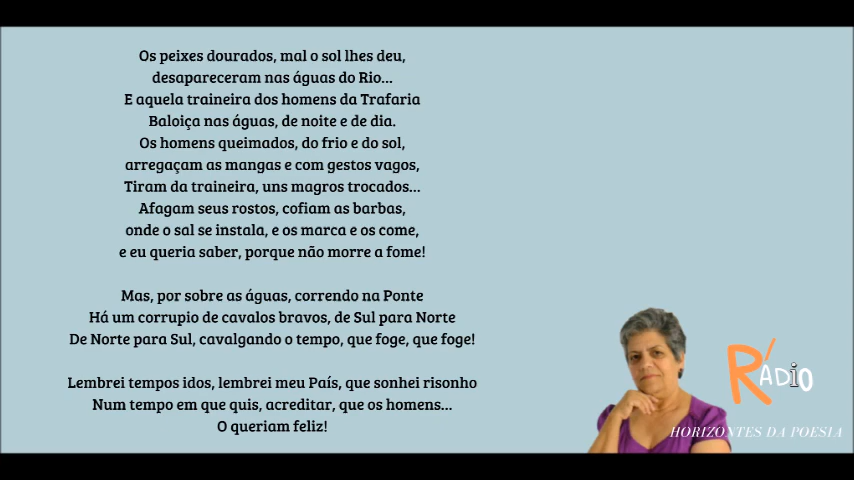 Os peixes dourados, mal o sol lhes deu,
desapareceram nas águas do Rio...
E aquela traineira dos homens da Trafaria
Baloiça nas águas, de noite e de dia.
Os homens queimados, do frio e do sol,
arregaçam as mangas e com gestos vagos,
Tiram da traineira, uns magros trocados...
Afagam seus rostos, cofiam as barbas,
onde o sal se instala, e os marca e os come,
e eu queria saber, porque não morre a fome!
Mas, por sobre as águas, correndo na Ponte
Há um corrupio de cavalos bravos, de Sul para Norte
De Norte para Sul, cavalgando o tempo, que foge, que foge!
Lembrei tempos idos, lembrei meu País, que sonhei risonho
Num tempo em que quis, acreditar, que os homens...
O queriam feliz!
RÁDIO
HORIZONTES DA POESIA